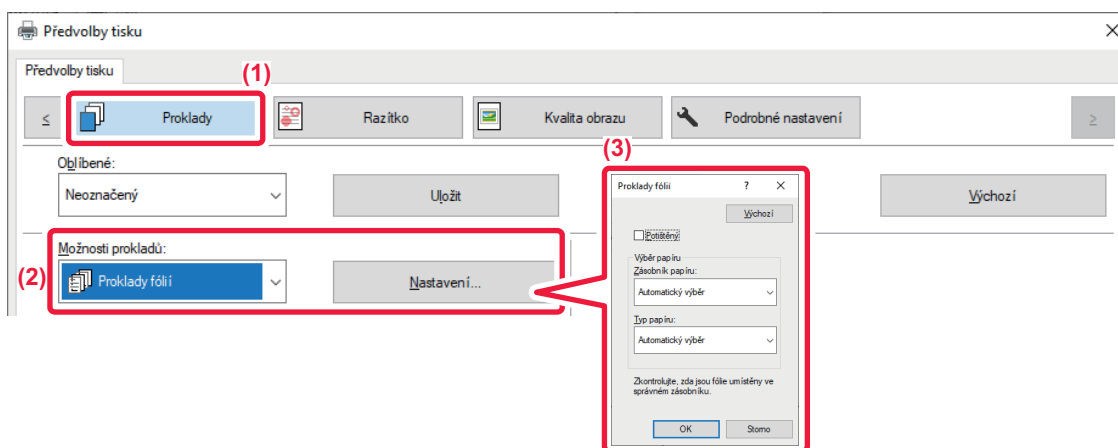 Předvolby tisku
Předvolby tisku
(1)
<
Proklady
Razítko
Kvalita obrazu
Podrobné nastavení
>
(3)
Oblíbené:
Neoznačený
Uložit
Výchozí
Možnosti prokladů:
(2)
Proklady fólií
Nastavení...
Proklady fólií
?
Výchozí
Potištěný
Výběr papíru
Zásobník papíru:
Automatický výběr
Typ papíru:
Automatický výběr
Zkontrolujte, zda jsou fólie umístěny ve
správném zásobníku.
OK
Storno